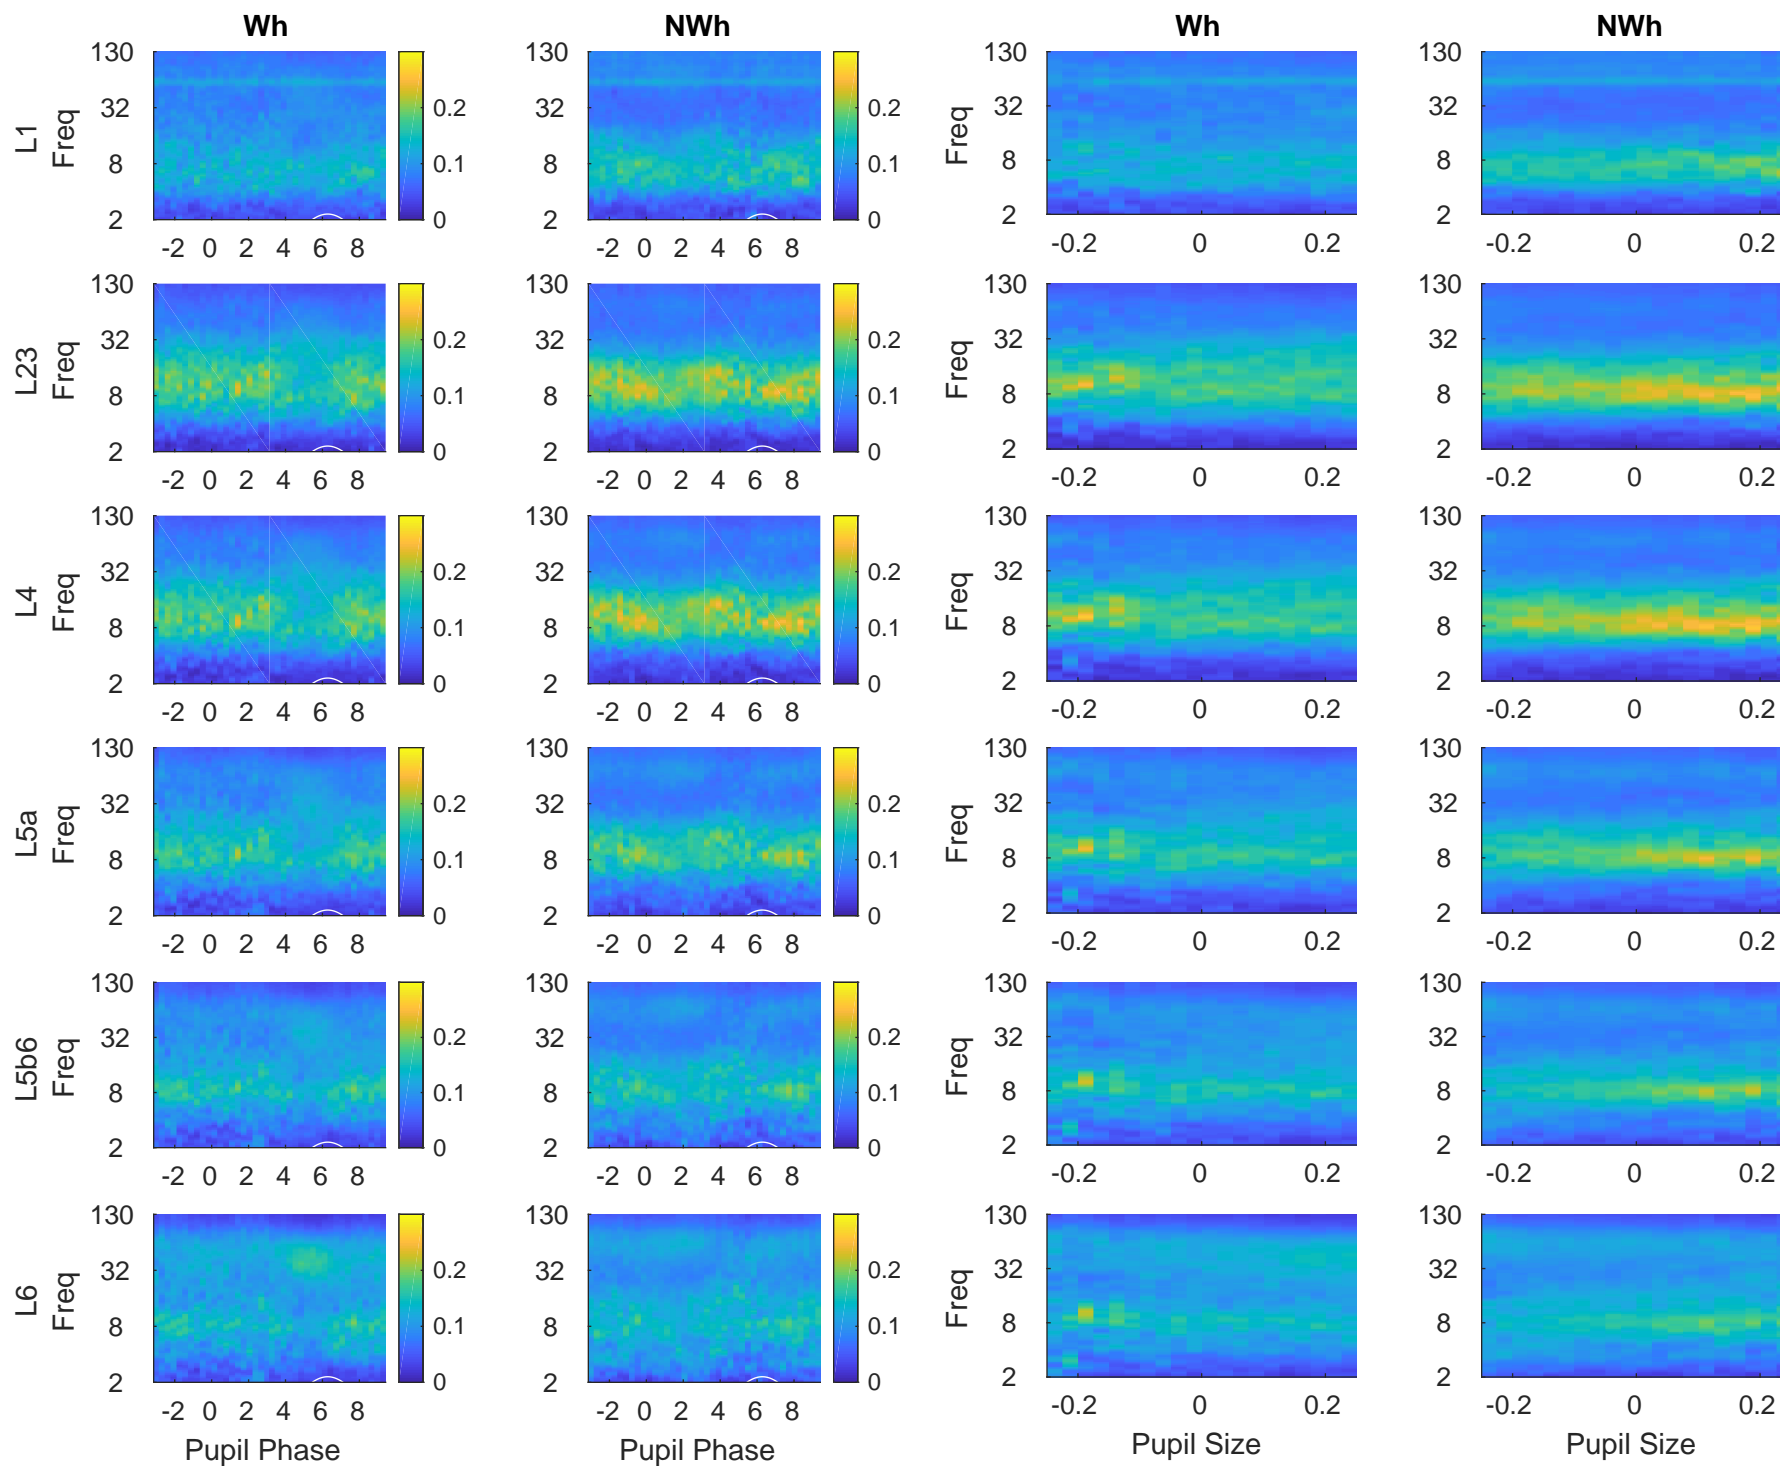 Wh NWh Wh NWh
L1 Freq 130 32 8 2 0.2 0.1 0 130 32 8 2 0.2 0.1 0 Freq 130 32 8 2 130 32 8 2
-2 0 2 4 6 8 -2 0 2 4 6 8 -0.2 0 0.2 -0.2 0 0.2
L23 Freq 130 32 8 2 0.2 0.1 0 130 32 8 2 0.2 0.1 0 Freq 130 32 8 2 130 32 8 2
-2 0 2 4 6 8 -2 0 2 4 6 8 -0.2 0 0.2 -0.2 0 0.2
L4 Freq 130 32 8 2 0.2 0.1 0 130 32 8 2 0.2 0.1 0 Freq 130 32 8 2 130 32 8 2
-2 0 2 4 6 8 -2 0 2 4 6 8 -0.2 0 0.2 -0.2 0 0.2
L5a Freq 130 32 8 2 0.2 0.1 0 130 32 8 2 0.2 0.1 0 Freq 130 32 8 2 130 32 8 2
-2 0 2 4 6 8 -2 0 2 4 6 8 -0.2 0 0.2 -0.2 0 0.2
L5b6 Freq 130 32 8 2 0.2 0.1 0 130 32 8 2 0.2 0.1 0 Freq 130 32 8 2 130 32 8 2
-2 0 2 4 6 8 -2 0 2 4 6 8 -0.2 0 0.2 -0.2 0 0.2
L6 Freq 130 32 8 2 0.2 0.1 0 130 32 8 2 0.2 0.1 0 Freq 130 32 8 2 130 32 8 2
-2 0 2 4 6 8 -2 0 2 4 6 8 -0.2 0 0.2 -0.2 0 0.2
Pupil Phase Pupil Phase Pupil Size Pupil Size